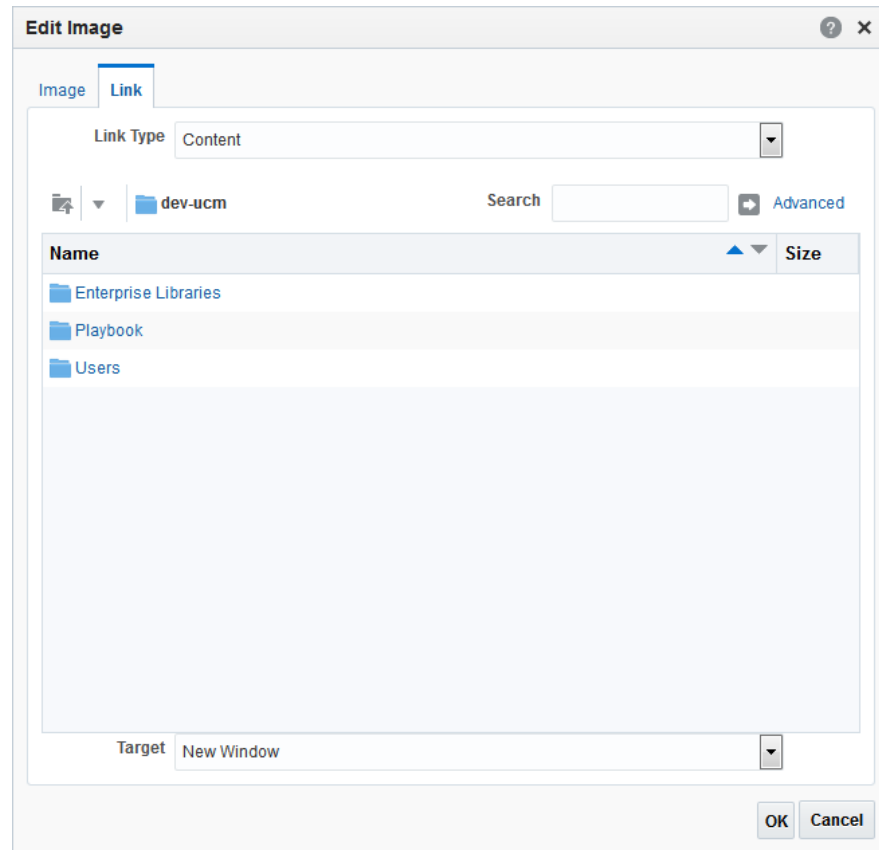 Edit Image
?
Image Link
Link Type Content
dev-ucm Search Advanced
Name Size
Enterprise Libraries
Playbook
Users
Target New Window
OK Cancel